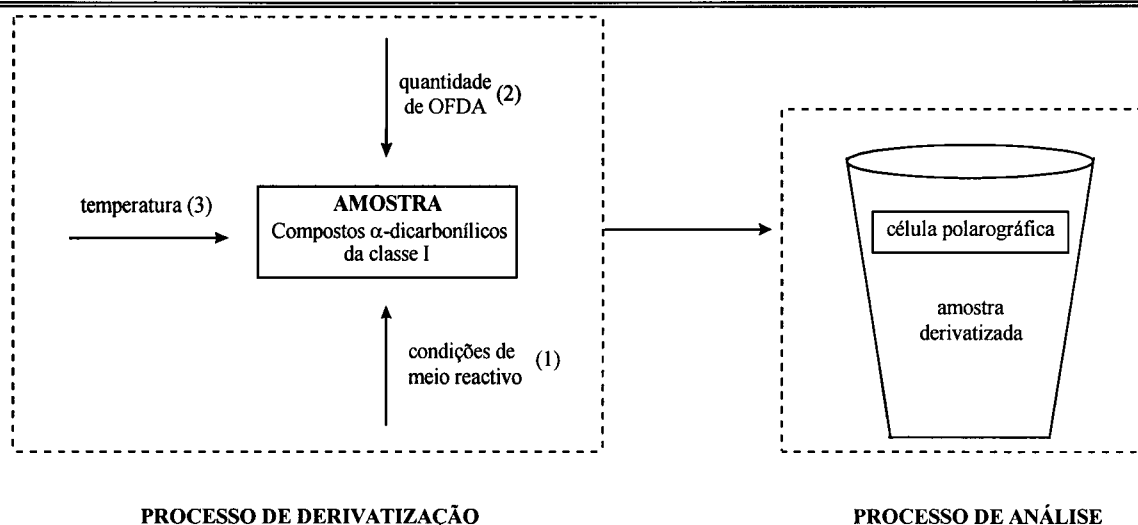 quantidade
de OFDA (2)
temperatura (3)
AMOSTRA
Compostos α-dicarbonílicos
da classe I
condições de
meio reactivo (1)
célula polarográfica
amostra
derivatizada
PROCESSO DE DERIVATIZAÇÃO
PROCESSO DE ANÁLISE